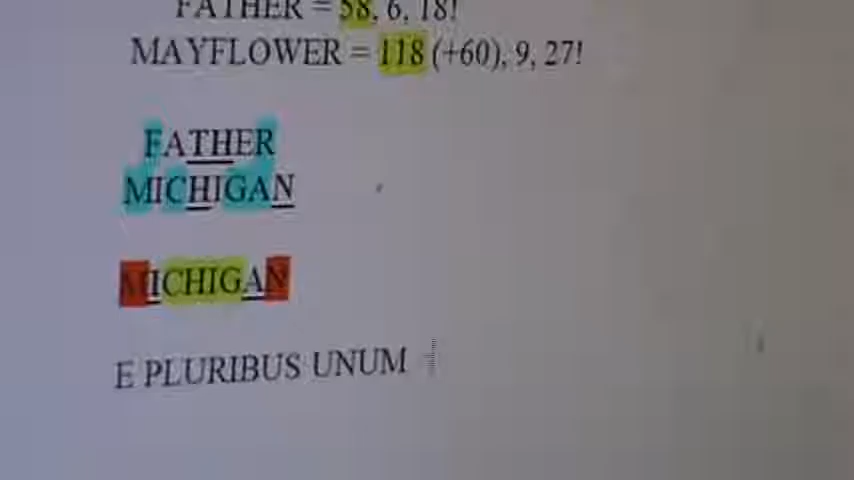 FATHER = 58, 6, 18!
MAYFLOWER = 118 (+60), 9, 27!
FATHER
MICHIGAN
MICHIGAN
E PLURIBUS UNUM